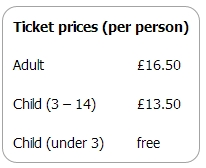 Ticket prices (per person)
Adult £16.50
Child (3 – 14) £13.50
Child (under 3) free